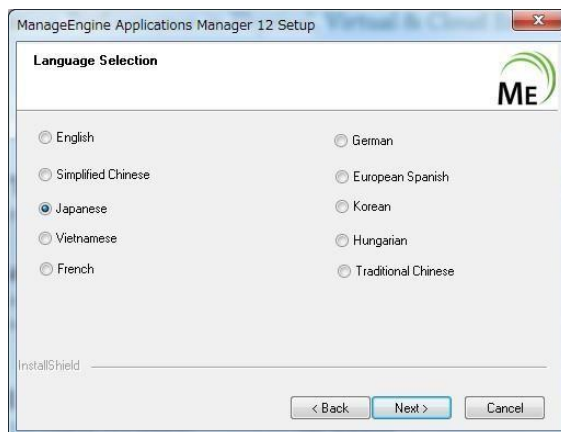 ManageEngine Applications Manager 12 Setup
Language Selection
ME
English
Simplified Chinese
Japanese
Vietnamese
French
German
European Spanish
Korean
Hungarian
Traditional Chinese
InstallShield
< Back
Next >
Cancel